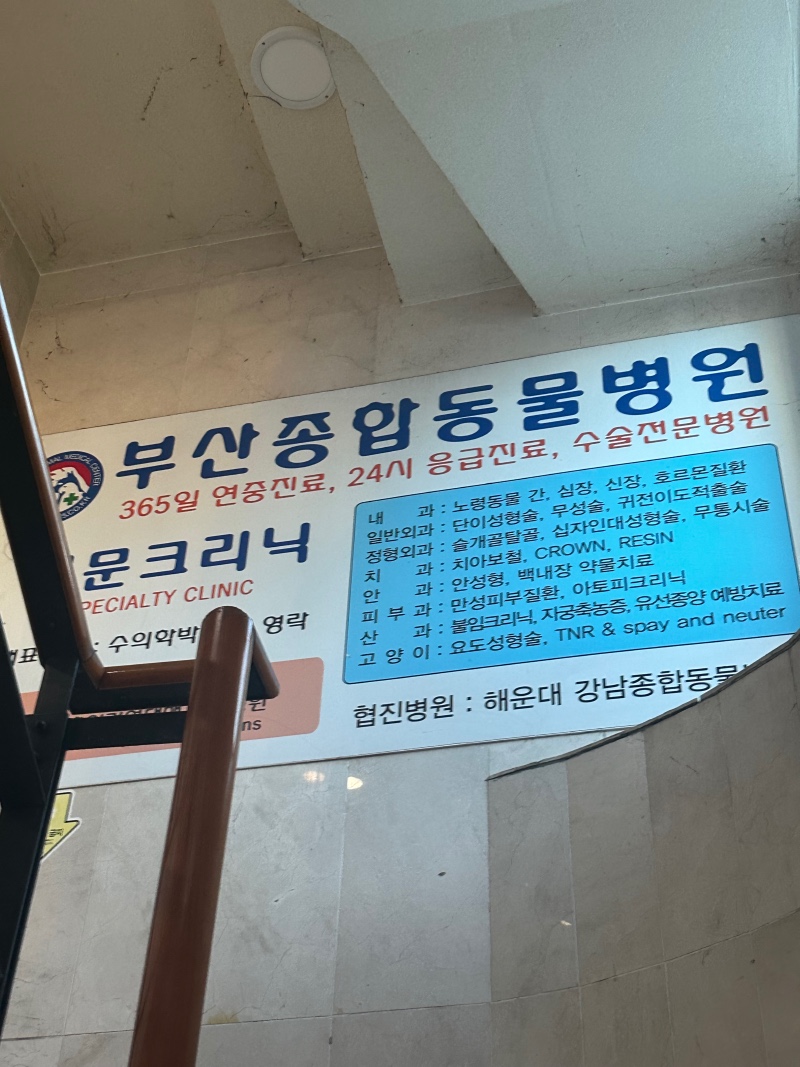 부산종합동물병원
365일 연중진료, 24시 응급진료, 수술전문병원
문크리닉
PECIALTY CLINIC
수의학박 영락
내 과 : 노령동물 간, 심장, 신장, 호르몬질환
일반외과 : 단이성형술, 무성술, 귀전이도적출술
정형외과 : 슬개골탈골, 십자인대성형술, 무통시술
치 과 : 치아보철, CROWN, RESIN
안 과 : 안성형, 백내장 약물치료
피 부 과 : 만성피부질환, 아토피크리닉
산 과 : 불임크리닉, 자궁축농증, 유선종양 예방치료
고 양 이 : 요도성형술, TNR & spay and neuter
협진병원 : 해운대 강남종합동물